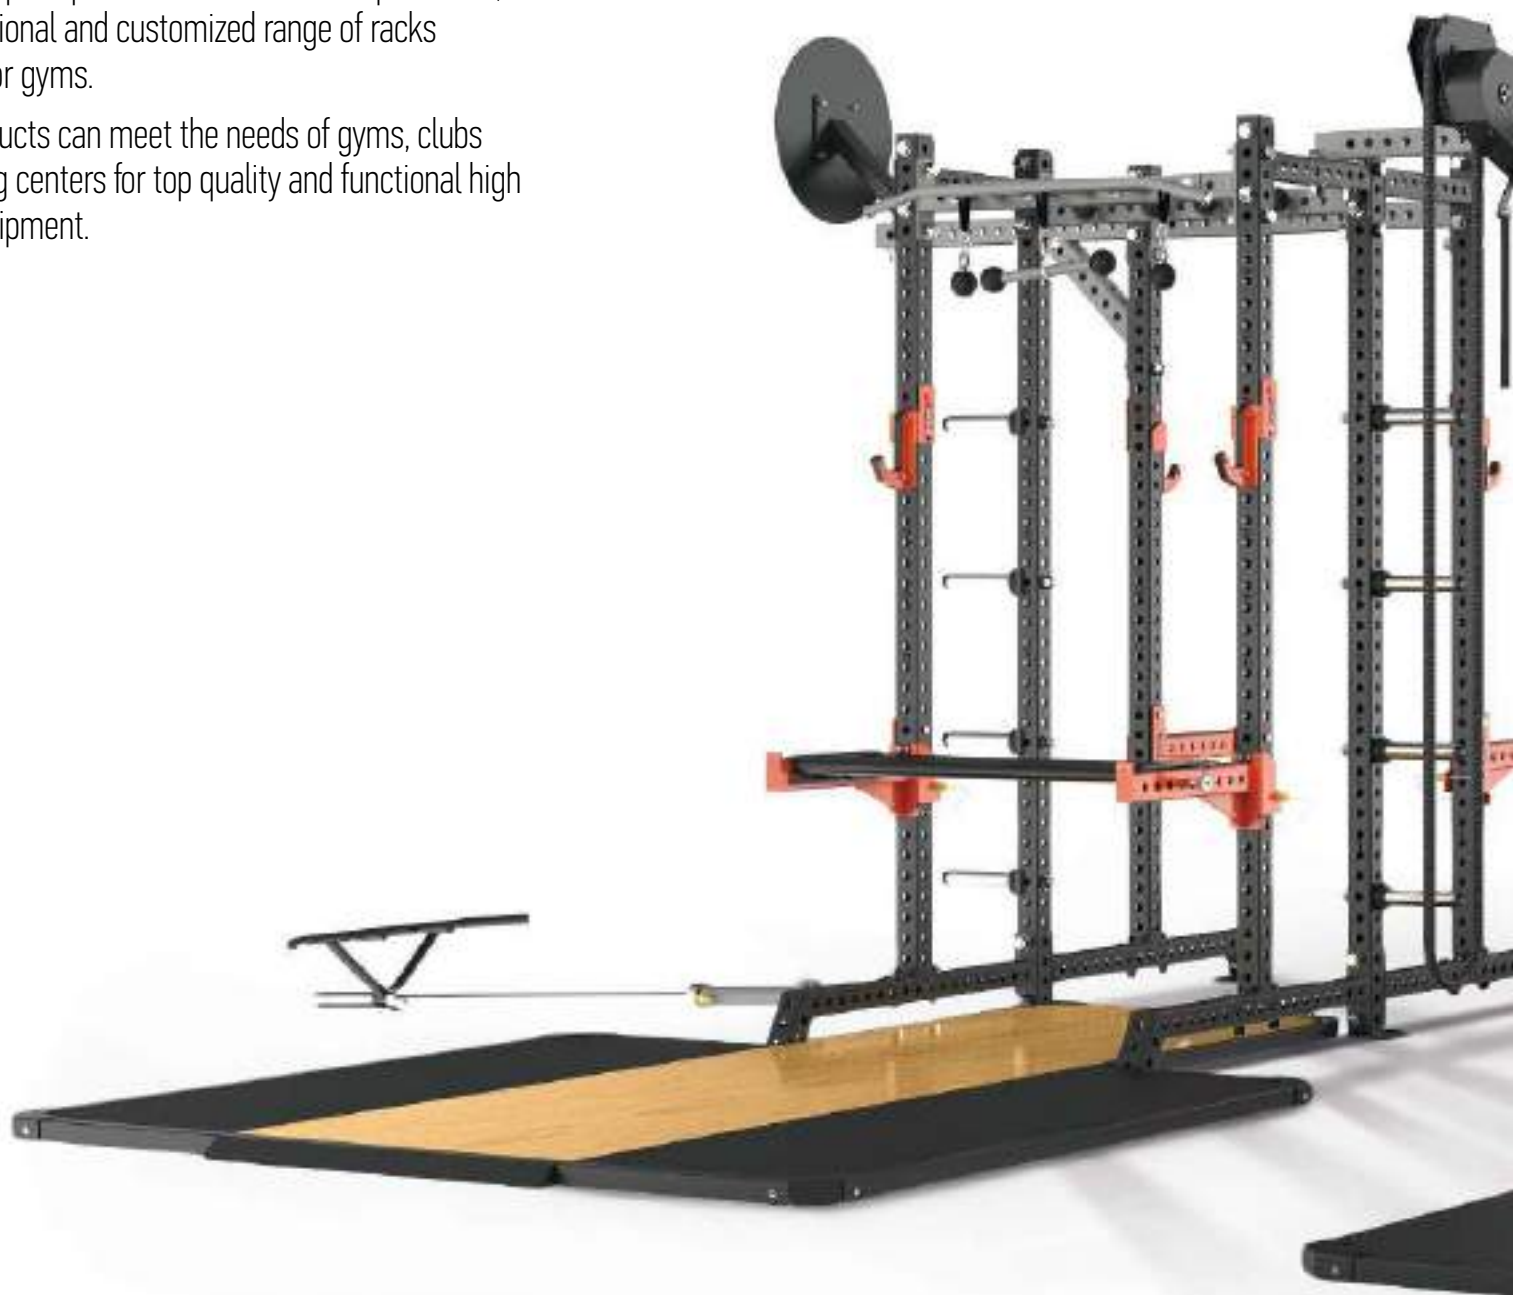 ional and customized range of racks
or gyms.
ucts can meet the needs of gyms, clubs
g centers for top quality and functional high
ipment.